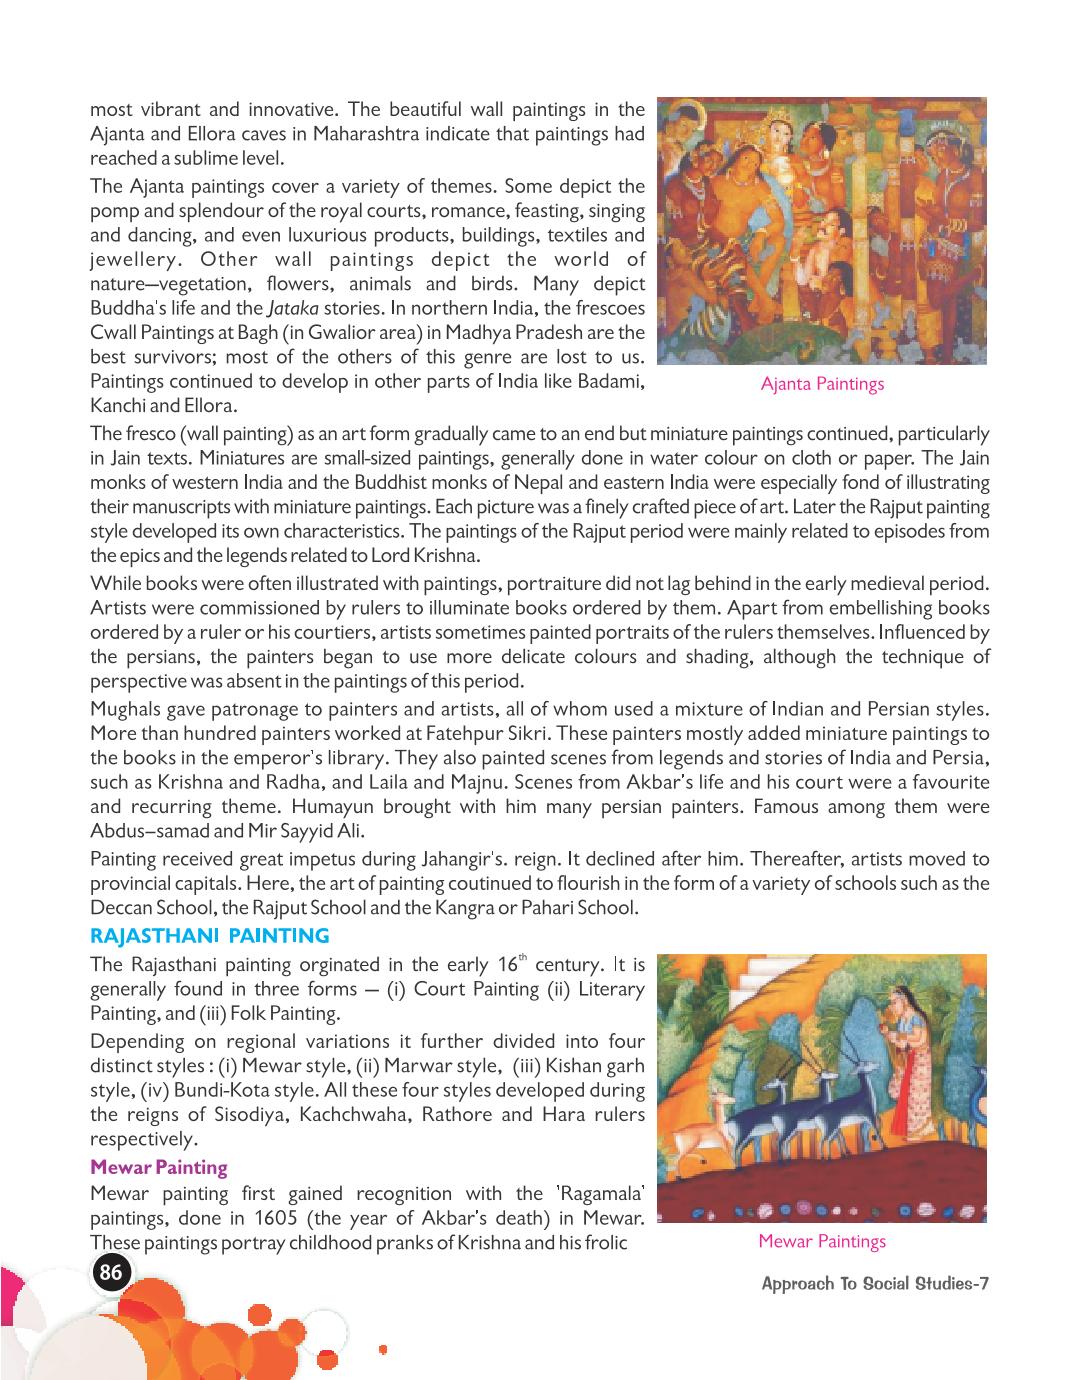 most vibrant and innovative. The beautiful wall paintings in the
Ajanta and Ellora caves in Maharashtra indicate that paintings had
reached a sublime level.
The Ajanta paintings cover a variety of themes. Some depict the
pomp and splendour of the royal courts, romance, feasting, singing
and dancing, and even luxurious products, buildings, textiles and
jewellery. Other wall paintings depict the world of
nature—vegetation, flowers, animals and birds. Many depict
Buddha's life and the Jataka stories. In northern India, the frescoes
Cwall Paintings at Bagh (in Gwalior area) in Madhya Pradesh are the
best survivors; most of the others of this genre are lost to us.
Paintings continued to develop in other parts of India like Badami,
Kanchi and Ellora.
Ajanta Paintings
The fresco (wall painting) as an art form gradually came to an end but miniature paintings continued, particularly
in Jain texts. Miniatures are small-sized paintings, generally done in water colour on cloth or paper. The Jain
monks of western India and the Buddhist monks of Nepal and eastern India were especially fond of illustrating
their manuscripts with miniature paintings. Each picture was a finely crafted piece of art. Later the Rajput painting
style developed its own characteristics. The paintings of the Rajput period were mainly related to episodes from
the epics and the legends related to Lord Krishna.
While books were often illustrated with paintings, portraiture did not lag behind in the early medieval period.
Artists were commissioned by rulers to illuminate books ordered by them. Apart from embellishing books
ordered by a ruler or his courtiers, artists sometimes painted portraits of the rulers themselves. Influenced by
the persians, the painters began to use more delicate colours and shading, although the technique of
perspective was absent in the paintings of this period.
Mughals gave patronage to painters and artists, all of whom used a mixture of Indian and Persian styles.
More than hundred painters worked at Fatehpur Sikri. These painters mostly added miniature paintings to
the books in the emperor's library. They also painted scenes from legends and stories of India and Persia,
such as Krishna and Radha, and Laila and Majnu. Scenes from Akbar's life and his court were a favourite
and recurring theme. Humayun brought with him many persian painters. Famous among them were
Abdus–samad and Mir Sayyid Ali.
Painting received great impetus during Jahangir's. reign. It declined after him. Thereafter, artists moved to
provincial capitals. Here, the art of painting coutinued to flourish in the form of a variety of schools such as the
Deccan School, the Rajput School and the Kangra or Pahari School.
RAJASTHANI PAINTING
The Rajasthani painting orginated in the early 16th century. It is
generally found in three forms — (i) Court Painting (ii) Literary
Painting, and (iii) Folk Painting.
Depending on regional variations it further divided into four
distinct styles : (i) Mewar style, (ii) Marwar style, (iii) Kishan garh
style, (iv) Bundi-Kota style. All these four styles developed during
the reigns of Sisodiya, Kachchwaha, Rathore and Hara rulers
respectively.
Mewar Painting
Mewar painting first gained recognition with the 'Ragamala'
paintings, done in 1605 (the year of Akbar's death) in Mewar.
These paintings portray childhood pranks of Krishna and his frolic
Mewar Paintings
86
Approach To Social Studies-7